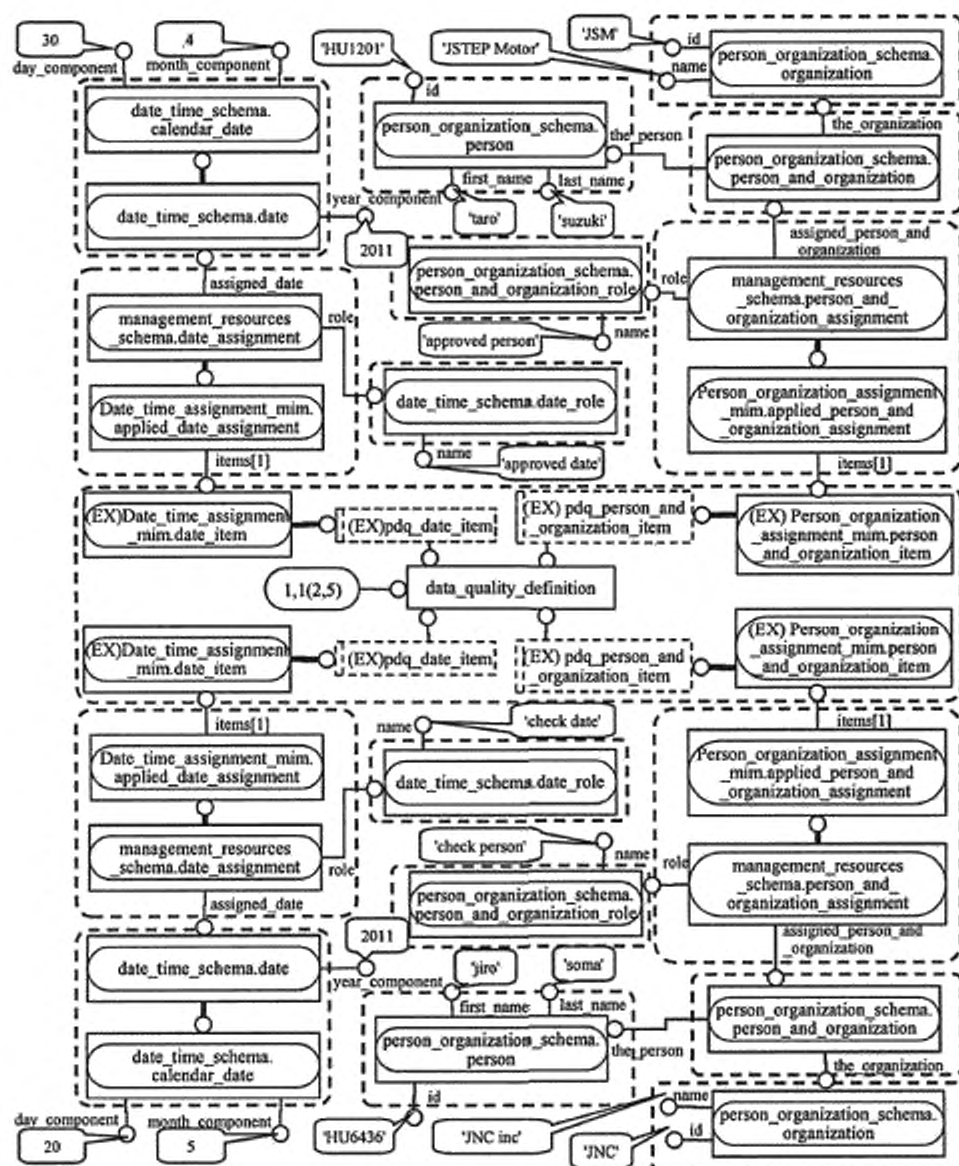 30
4
'HU1201'
'JSTEP Motor'
'JSM'
id
day_component
month_component
name
person_organization_schema.
organization
id
date_time_schema.
calendar_date
person_organization_schema.
person
the_person
the_organization
person_organization_schema.
person_and_organization
first_name
last_name
date_time_schema.date
year_component
'taro'
'suzuki'
2011
assigned_person_and
organization
assigned_date
person_organization_schema.
person_and_organization_role
role
management_resources
_schema.person_and_
organization_assignment
management_resources
_schema.date_assignment
role
'approved person'
name
Date_time_assignment_mim.
applied_date_assignment
date_time_schema.date_role
Person_organization_assignment
_mim.applied_person_and
organization_assignment
name
'approved date'
items[1]
items[1]
(EX)Date_time_assignment
_mim.date_item
(EX)pdq_date_item
(EX) pdq_person_and
_organization_item
(EX) Person_organization
_assignment_mim.person
and_organization_item
1,1(2,5)
data_quality_definition
(EX)Date_time_assignment
_mim.date_item
(EX)pdq_date_item
(EX) pdq_person_and
_organization_item
(EX) Person_organization
_assignment_mim.person
and_organization_item
items[1]
name
'check date'
items[1]
Date_time_assignment_mim.
applied_date_assignment
date_time_schema.date_role
Person_organization_assignment
_mim.applied_person_and
organization_assignment
'check person'
name
management_resources
_schema.date_assignment
role
role
management_resources
_schema.person_and_
organization_assignment
person_organization_schema.
person_and_organization_role
assigned_date
2011
assigned_person_and
_organization
date_time_schema.date
year_component
'jiro'
'soma'
first_name
last_name
person_organization_schema.
person_and_organization
person_organization_schema.
person
the_person
date_time_schema.
calendar_date
the_organization
id
name
day_component
month_component
person_organization_schema.
organization
id
20
5
'HU6436'
'JNC inc'
'JNC'